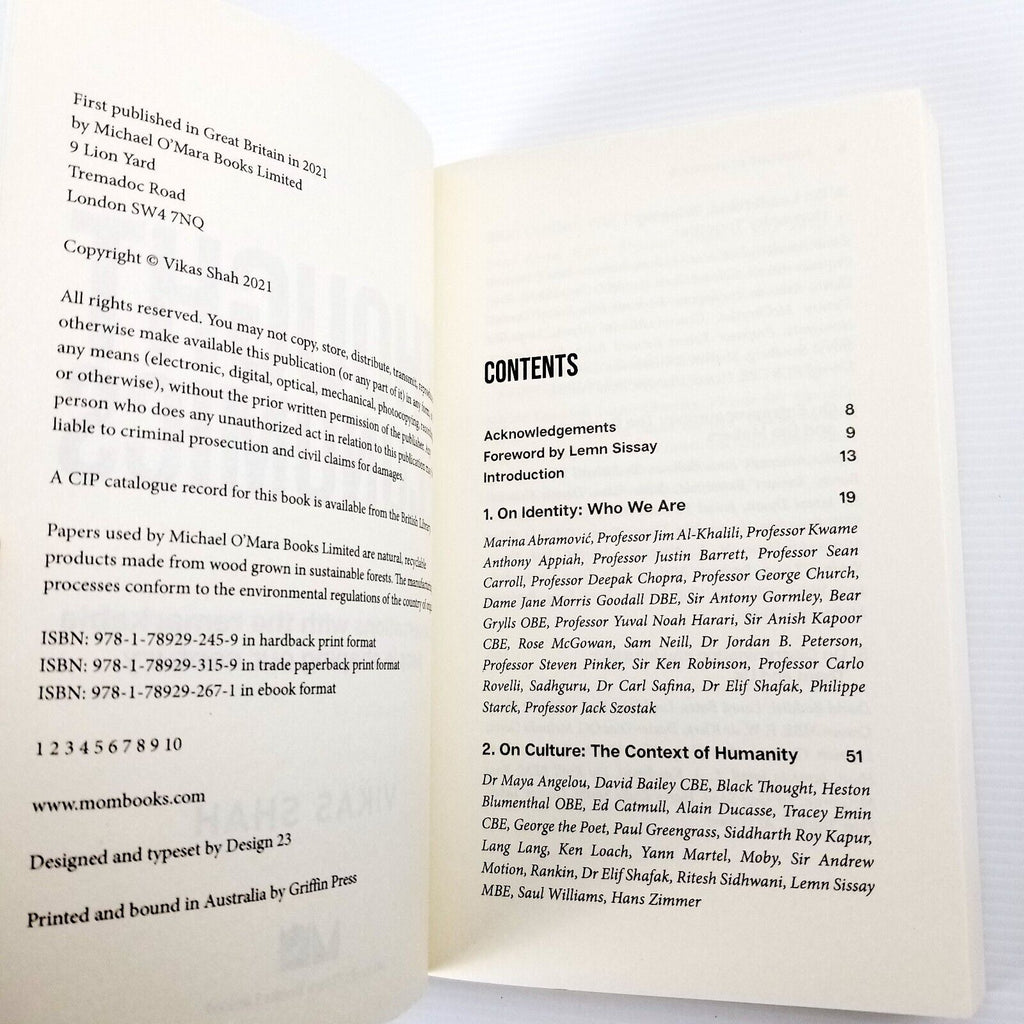 First published in Great Britain in 2021
by Michael O'Mara Books Limited
9 Lion Yard
Tremadoc Road
London SW4 7NQ
Copyright © Vikas Shah 2021
All rights reserved. You may not copy, store, distribute, transmit,
otherwise make available this publication (or any part of it) in any form,
any means (electronic, digital, optical, mechanical, photocopying,
or otherwise), without the prior written permission of the publisher.
person who does any unauthorized act in relation to this publication
liable to criminal prosecution and civil claims for damages.
A CIP catalogue record for this book is available from the British
Papers used by Michael O'Mara Books Limited are natural, recyclable
products made from wood grown in sustainable forests. The
processes conform to the environmental regulations of the country of
ISBN: 978-1-78929-245-9 in hardback print format
ISBN: 978-1-78929-315-9 in trade paperback print format
ISBN: 978-1-78929-267-1 in ebook format
1 2 3 4 5 6 7 8 9 10
www.mombooks.com
Designed and typeset by Design 23
Printed and bound in Australia by Griffin Press
CONTENTS
Acknowledgements 8
Foreword by Lemn Sissay 9
Introduction 13
1. On Identity: Who We Are 19
Marina Abramović, Professor Jim Al-Khalili, Professor Kwame
Anthony Appiah, Professor Justin Barrett, Professor Sean
Carroll, Professor Deepak Chopra, Professor George Church,
Dame Jane Morris Goodall DBE, Sir Antony Gormley, Bear
Grylls OBE, Professor Yuval Noah Harari, Sir Anish Kapoor
CBE, Rose McGowan, Sam Neill, Dr Jordan B. Peterson,
Professor Steven Pinker, Sir Ken Robinson, Professor Carlo
Rovelli, Sadhguru, Dr Carl Safina, Dr Elif Shafak, Philippe
Starck, Professor Jack Szostak
2. On Culture: The Context of Humanity 51
Dr Maya Angelou, David Bailey CBE, Black Thought, Heston
Blumenthal OBE, Ed Catmull, Alain Ducasse, Tracey Emin
CBE, George the Poet, Paul Greengrass, Siddharth Roy Kapur,
Lang Lang, Ken Loach, Yann Martel, Moby, Sir Andrew
Motion, Rankin, Dr Elif Shafak, Ritesh Sidhwani, Lemn Sissay
MBE, Saul Williams, Hans Zimmer